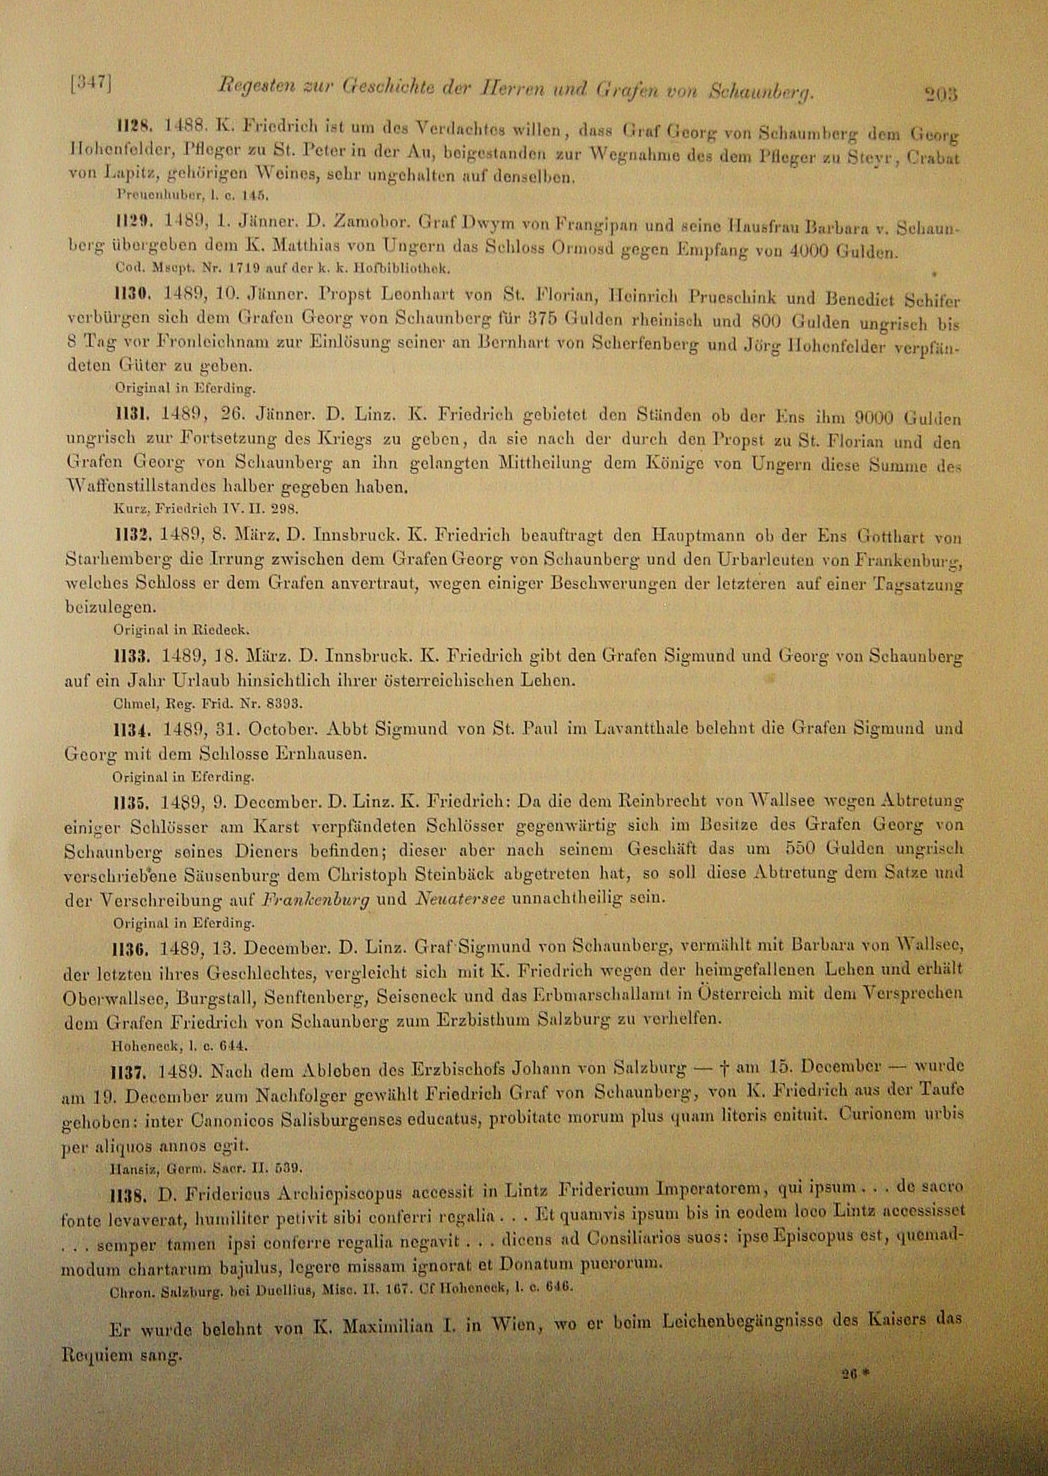 [347] Regesten zur Geschichte der Herren und Grafen von Schaunberg. 203
1128. 1488. K. Friedrich ist um des Verdachtes willen, dass Graf Georg von Schaumberg dem Georg
Hohenfelder, Pfleger zu St. Peter in der Au, beigestanden zur Wegnahme des dem Pfleger zu Steyr, Crabat
von Lapitz, gehörigen Weines, sehr ungehalten auf denselben.
Preuenhuber, l. c. 145.
1129. 1489, 1. Jänner. D. Zamobor. Graf Dwym von Frangipan und seine Hausfrau Barbara v. Schaun-
berg übergeben dem K. Matthias von Ungern das Schloss Ormosd gegen Empfang von 4000 Gulden.
Cod. Mscpt. Nr. 1719 auf der k. k. Hofbibliothek.
1130. 1489, 10. Jänner. Propst Leonhart von St. Florian, Heinrich Prueschink und Benedict Schifer
verbürgen sich dem Grafen Georg von Schaunberg für 375 Gulden rheinisch und 800 Gulden ungrisch bis
8 Tag vor Fronleichnam zur Einlösung seiner an Bernhart von Scherfenberg und Jörg Hohenfelder verpfän-
deten Güter zu geben.
Original in Eferding.
1131. 1489, 26. Jänner. D. Linz. K. Friedrich gebietet den Ständen ob der Ens ihm 9000 Gulden
ungrisch zur Fortsetzung des Kriegs zu geben, da sie nach der durch den Propst zu St. Florian und den
Grafen Georg von Schaunberg an ihn gelangten Mittheilung dem Könige von Ungern diese Summe des
Waffenstillstandes halber gegeben haben.
Kurz, Friedrich IV. II. 298.
1132. 1489, 8. März. D. Innsbruck. K. Friedrich beauftragt den Hauptmann ob der Ens Gotthart von
Starhemberg die Irrung zwischen dem Grafen Georg von Schaunberg und den Urbarleuten von Frankenburg,
welches Schloss er dem Grafen anvertraut, wegen einiger Beschwerungen der letzteren auf einer Tagsatzung
beizulegen.
Original in Riedeck.
1133. 1489, 18. März. D. Innsbruck. K. Friedrich gibt den Grafen Sigmund und Georg von Schaunberg
auf ein Jahr Urlaub hinsichtlich ihrer österreichischen Lehen.
Chmel, Reg. Frid. Nr. 8393.
1134. 1489, 31. October. Abbt Sigmund von St. Paul im Lavantthale belehnt die Grafen Sigmund und
Georg mit dem Schlosse Ernhausen.
Original in Eferding.
1135. 1489, 9. December. D. Linz. K. Friedrich: Da die dem Reinbrecht von Wallsee wegen Abtretung
einiger Schlösser am Karst verpfändeten Schlösser gegenwärtig sich im Besitze des Grafen Georg von
Schaunberg seines Dieners befinden; dieser aber nach seinem Geschäft das um 550 Gulden ungrisch
verschriebene Säusenburg dem Christoph Steinbäck abgetreten hat, so soll diese Abtretung dem Satze und
der Verschreibung auf Frankenburg und Neuatersee unnachtheilig sein.
Original in Eferding.
1136. 1489, 13. December. D. Linz. Graf Sigmund von Schaunberg, vermählt mit Barbara von Wallsee,
der letzten ihres Geschlechtes, vergleicht sich mit K. Friedrich wegen der heimgefallenen Lehen und erhält
Oberwallsee, Burgstall, Senftenberg, Seiseneck und das Erbmarschallamt in Österreich mit dem Versprechen
dem Grafen Friedrich von Schaunberg zum Erzbisthum Salzburg zu verhelfen.
Hoheneck, l. c. 644.
1137. 1489. Nach dem Ableben des Erzbischofs Johann von Salzburg — † am 15. December — wurde
am 19. December zum Nachfolger gewählt Friedrich Graf von Schaunberg, von K. Friedrich aus der Taufe
gehoben: inter Canonicos Salisburgenses educatus, probitate morum plus quam literis enituit. Curionem urbis
per aliquos annos egit.
Hansiz, Germ. Sacr. II. 539.
1138. D. Fridericus Archiepiscopus accessit in Lintz Fridericum Imperatorem, qui ipsum . . . de sacro
fonte levaverat, humiliter petivit sibi conferri regalia . . . Et quamvis ipsum bis in eodem loco Lintz accessisset
. . . semper tamen ipsi conferre regalia negavit . . . dicens ad Consiliarios suos: ipse Episcopus est, quemad-
modum chartarum bajulus, legere missam ignorat et Donatum puerorum.
Chron. Salzburg. bei Duellius, Misc. II. 167. Cf Hoheneck, l. c. 646.
Er wurde belehnt von K. Maximilian I. in Wien, wo er beim Leichenbegängnisse des Kaisers das
Requiem sang.
26 *